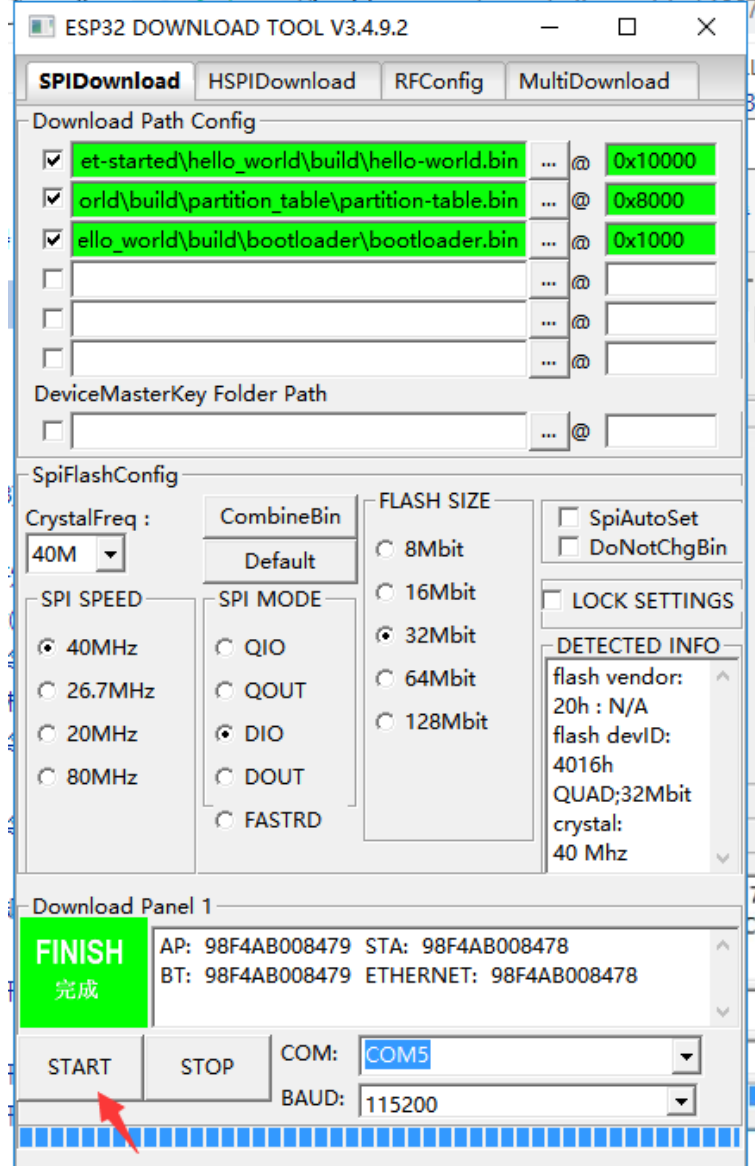 ESP32 DOWNLOAD TOOL V3.4.9.2
SPIDownload HSPIDownload RFConfig MultiDownload
Download Path Config
et-started\hello_world\build\hello-world.bin ... @ 0x10000
orld\build\partition_table\partition-table.bin ... @ 0x8000
ello_world\build\bootloader\bootloader.bin ... @ 0x1000
... @
... @
... @
DeviceMasterKey Folder Path
... @
SpiFlashConfig
CrystalFreq :
40M
CombineBin
Default
SPI SPEED
40MHz
26.7MHz
20MHz
80MHz
SPI MODE
QIO
QOUT
DIO
DOUT
FASTRD
FLASH SIZE
8Mbit
16Mbit
32Mbit
64Mbit
128Mbit
SpiAutoSet
DoNotChgBin
LOCK SETTINGS
DETECTED INFO
flash vendor:
20h : N/A
flash devID:
4016h
QUAD;32Mbit
crystal:
40 Mhz
Download Panel 1
FINISH
完成
AP: 98F4AB008479 STA: 98F4AB008478
BT: 98F4AB008479 ETHERNET: 98F4AB008478
START STOP
COM: COM5
BAUD: 115200